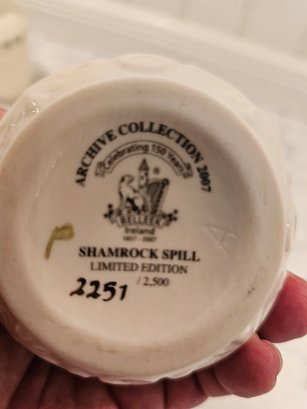 ARCHIVE COLLECTION 2007
Celebrating 150 Years
BELLEEK
Ireland
1857 - 2007
SHAMROCK SPILL
LIMITED EDITION
2251 / 2,500